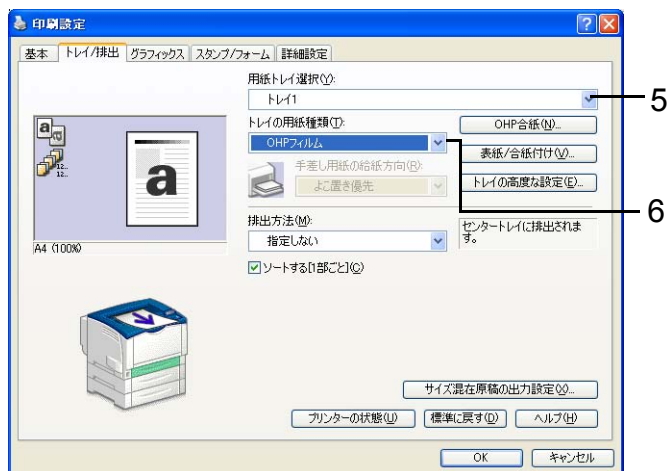 印刷設定
基本 トレイ/排出 グラフィックス スタンプ/フォーム 詳細設定
用紙トレイ選択(Y):
トレイ1
5
トレイの用紙種類(T):
OHPフィルム
OHP合紙(N)...
表紙/合紙付け(V)...
手差し用紙の給紙方向(R):
よこ置き優先
トレイの高度な設定(E)...
6
排出方法(M):
指定しない
センタートレイに排出されま
す。
A4 (100%)
ソートする[1部ごと](C)
サイズ混在原稿の出力設定(X)...
プリンターの状態(U) 標準に戻す(D) ヘルプ(H)
OK キャンセル